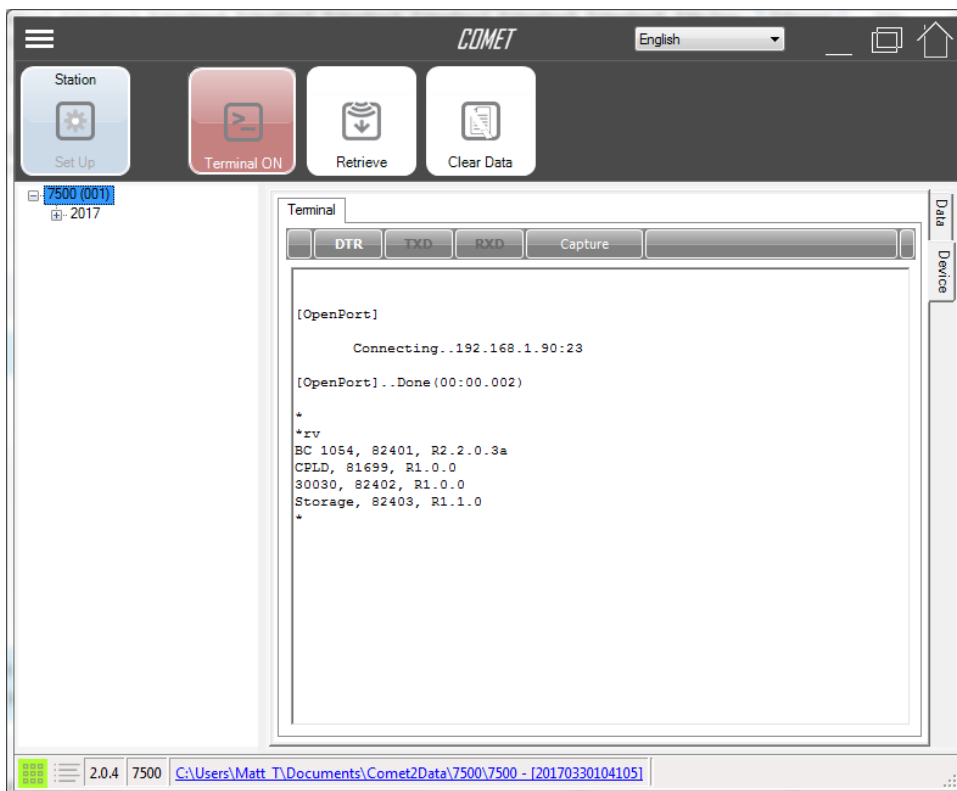 COMET
English
Station
Set Up
Terminal ON
Retrieve
Clear Data
7500 (001)
2017
Terminal
DTR TXD RXD Capture
[OpenPort]
Connecting..192.168.1.90:23
[OpenPort]..Done(00:00.002)
*
*rv
BC 1054, 82401, R2.2.0.3a
CPLD, 81699, R1.0.0
30030, 82402, R1.0.0
Storage, 82403, R1.1.0
*
Data
Device
2.0.4 7500 C:\Users\Matt_T\Documents\Comet2Data\7500\7500 - [20170330104105]